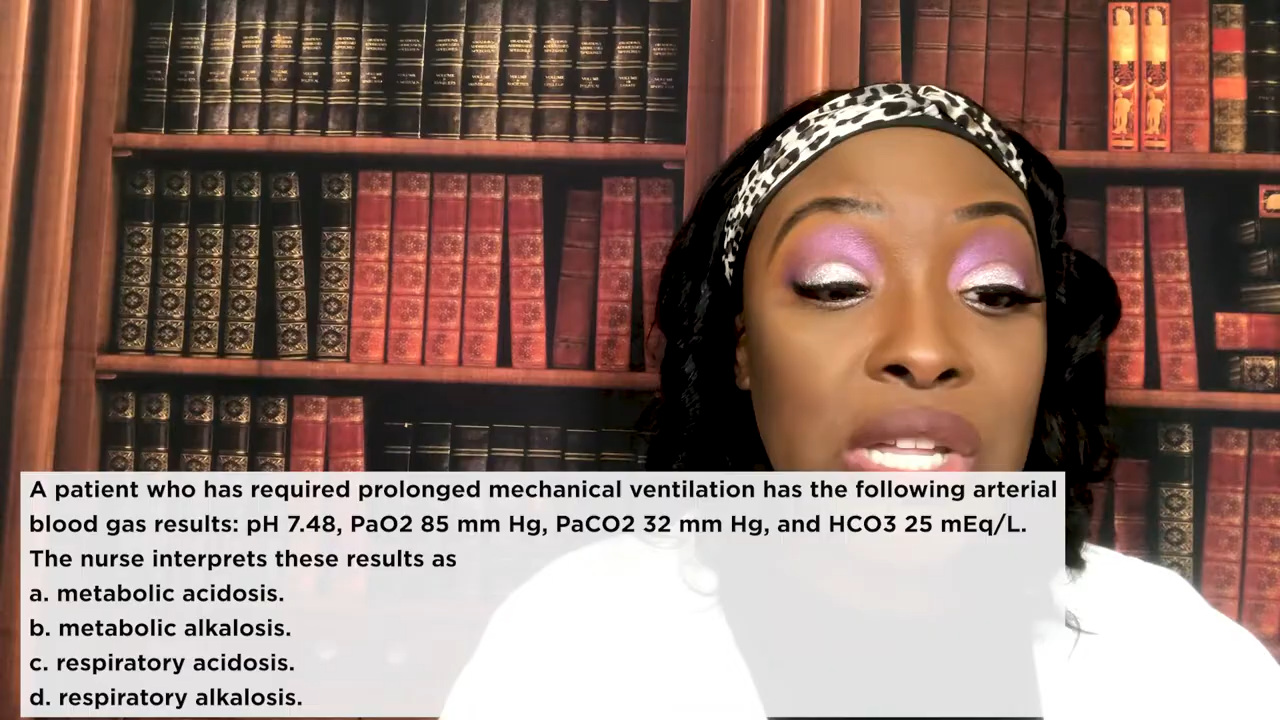 A patient who has required prolonged mechanical ventilation has the following arterial
blood gas results: pH 7.48, PaO2 85 mm Hg, PaCO2 32 mm Hg, and HCO3 25 mEq/L.
The nurse interprets these results as
a. metabolic acidosis.
b. metabolic alkalosis.
c. respiratory acidosis.
d. respiratory alkalosis.